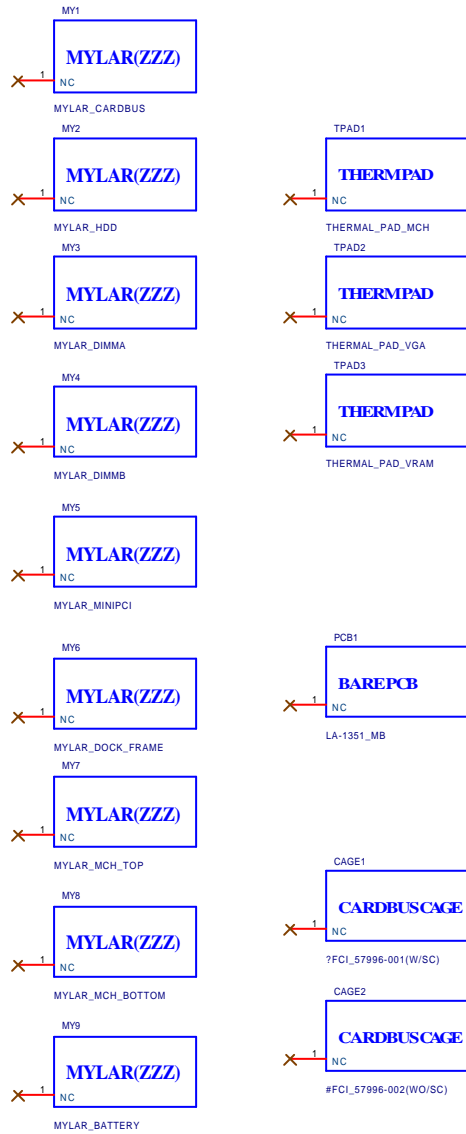 MY1
MYLAR(ZZZ)
1
NC
MYLAR_CARDBUS
MY2
MYLAR(ZZZ)
1
NC
MYLAR_HDD
MY3
MYLAR(ZZZ)
1
NC
MYLAR_DIMMA
MY4
MYLAR(ZZZ)
1
NC
MYLAR_DIMMB
MY5
MYLAR(ZZZ)
1
NC
MYLAR_MINIPCI
MY6
MYLAR(ZZZ)
1
NC
MYLAR_DOCK_FRAME
MY7
MYLAR(ZZZ)
1
NC
MYLAR_MCH_TOP
MY8
MYLAR(ZZZ)
1
NC
MYLAR_MCH_BOTTOM
MY9
MYLAR(ZZZ)
1
NC
MYLAR_BATTERY
TPAD1
THERMPAD
1
NC
THERMAL_PAD_MCH
TPAD2
THERMPAD
1
NC
THERMAL_PAD_VGA
TPAD3
THERMPAD
1
NC
THERMAL_PAD_VRAM
PCB1
BAREPCB
1
NC
LA-1351_MB
CAGE1
CARDBUSCAGE
1
NC
?FCI_57996-001(W/SC)
CAGE2
CARDBUSCAGE
1
NC
#FCI_57996-002(WO/SC)